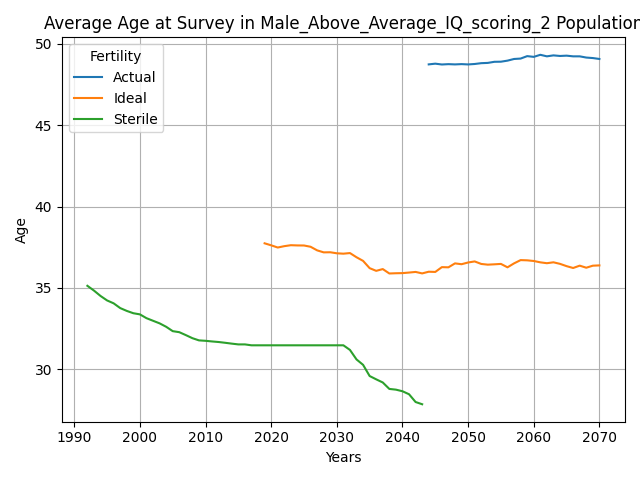 Average Age at Survey in Male_Above_Average_IQ_scoring_2 Population
Fertility
Actual
Ideal
Sterile
50
45
40
35
30
Age
1990 2000 2010 2020 2030 2040 2050 2060 2070
Years